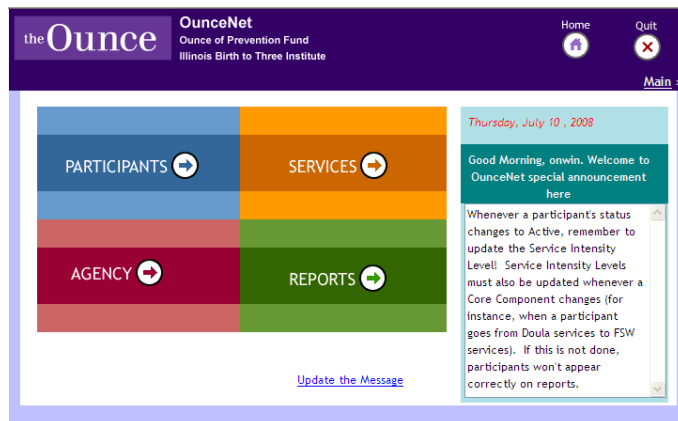 the Ounce
OunceNet
Ounce of Prevention Fund
Illinois Birth to Three Institute
Home
Quit
Main
PARTICIPANTS
SERVICES
AGENCY
REPORTS
Update the Message
Thursday, July 10 , 2008
Good Morning, onwin. Welcome to
OunceNet special announcement
here
Whenever a participant's status
changes to Active, remember to
update the Service Intensity
Level!  Service Intensity Levels
must also be updated whenever a
Core Component changes (for
instance, when a participant
goes from Doula services to FSW
services).  If this is not done,
participants won't appear
correctly on reports.